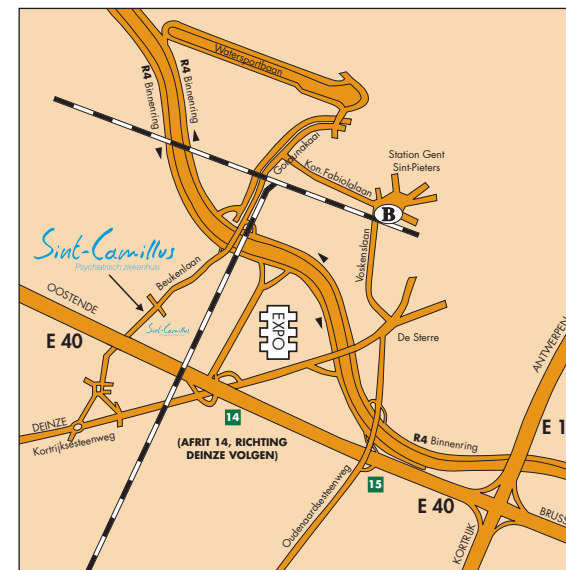 Watersportbaan
R4 Binnenring
R4 Binnenring
Gordunakaai
Kon.Fabiolalaan
Station Gent
Sint-Pieters
B
Voskenslaan
Sint-Camillus
Psychiatrisch ziekenhuis
Beukenlaan
OOSTENDE
Sint-Camillus
E 40
EXPO
De Sterre
ANTWERPEN
E 1
DEINZE
Kortrijksesteenweg
14
(AFRIT 14, RICHTING
DEINZE VOLGEN)
R4 Binnenring
15
Oudenaardsesteenweg
E 40
KORTRIJK
BRUSS